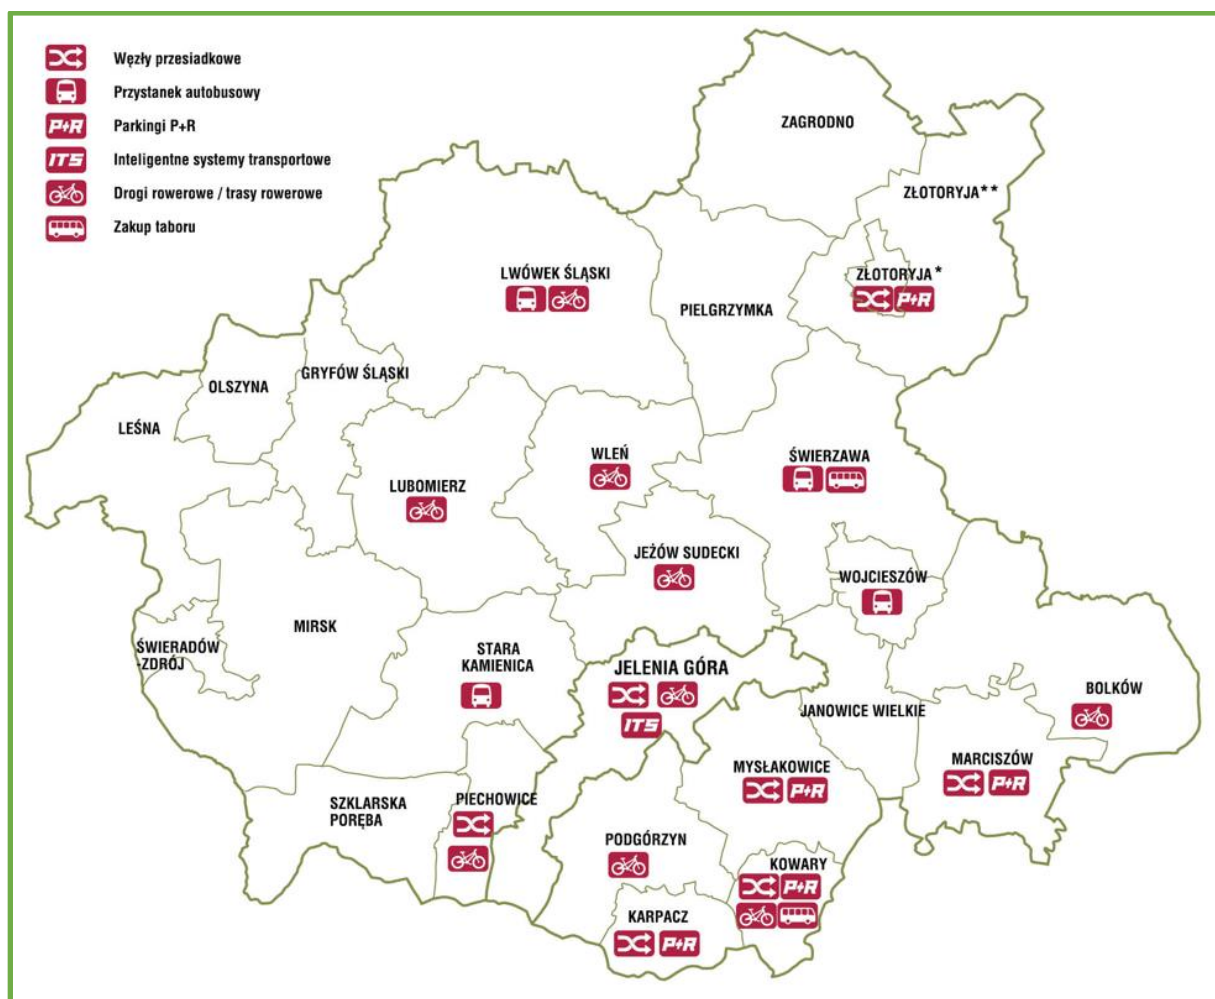 Węzły przesiadkowe
Przystanek autobusowy
P+R Parkingi P+R
ITS Inteligentne systemy transportowe
Drogi rowerowe / trasy rowerowe
Zakup taboru
ZAGRODNO
ZŁOTORYJA**
LWÓWEK ŚLĄSKI
ZŁOTORYJA*
P+R
PIELGRZYMKA
GRYFÓW ŚLĄSKI
OLSZYNA
LEŚNA
WLEŃ
ŚWIERZAWA
LUBOMIERZ
JEŻÓW SUDECKI
WOJCIESZÓW
MIRSK
ŚWIERADÓW
-ZDRÓJ
STARA
KAMIENICA
JELENIA GÓRA
ITS
JANOWICE WIELKIE
BOLKÓW
MYSŁAKOWICE
P+R
MARCISZÓW
P+R
SZKLARSKA
PORĘBA
PIECHOWICE
PODGÓRZYN
KOWARY
P+R
KARPACZ
P+R